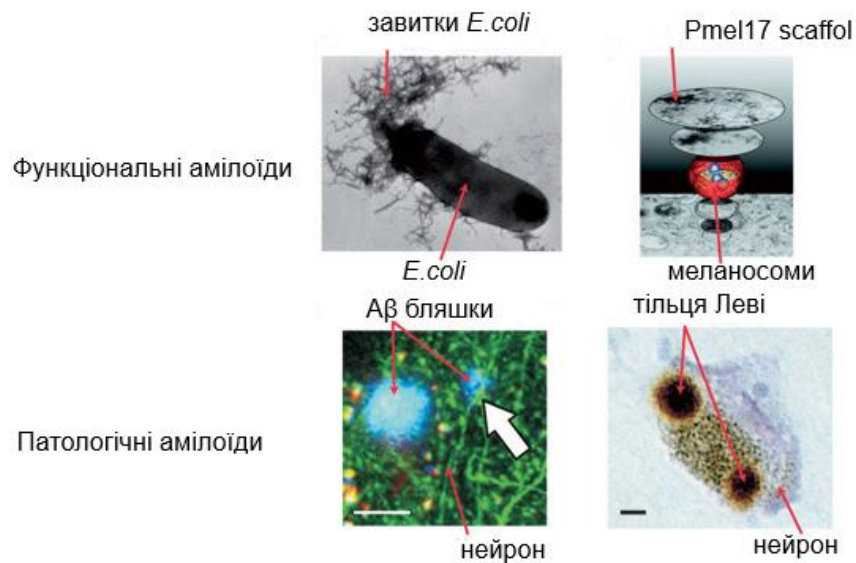 завитки E.coli
Pmel17 scaffol
Функціональні амілоїди
E.coli
меланосоми
Aβ бляшки
тільця Леві
Патологічні амілоїди
нейрон
нейрон